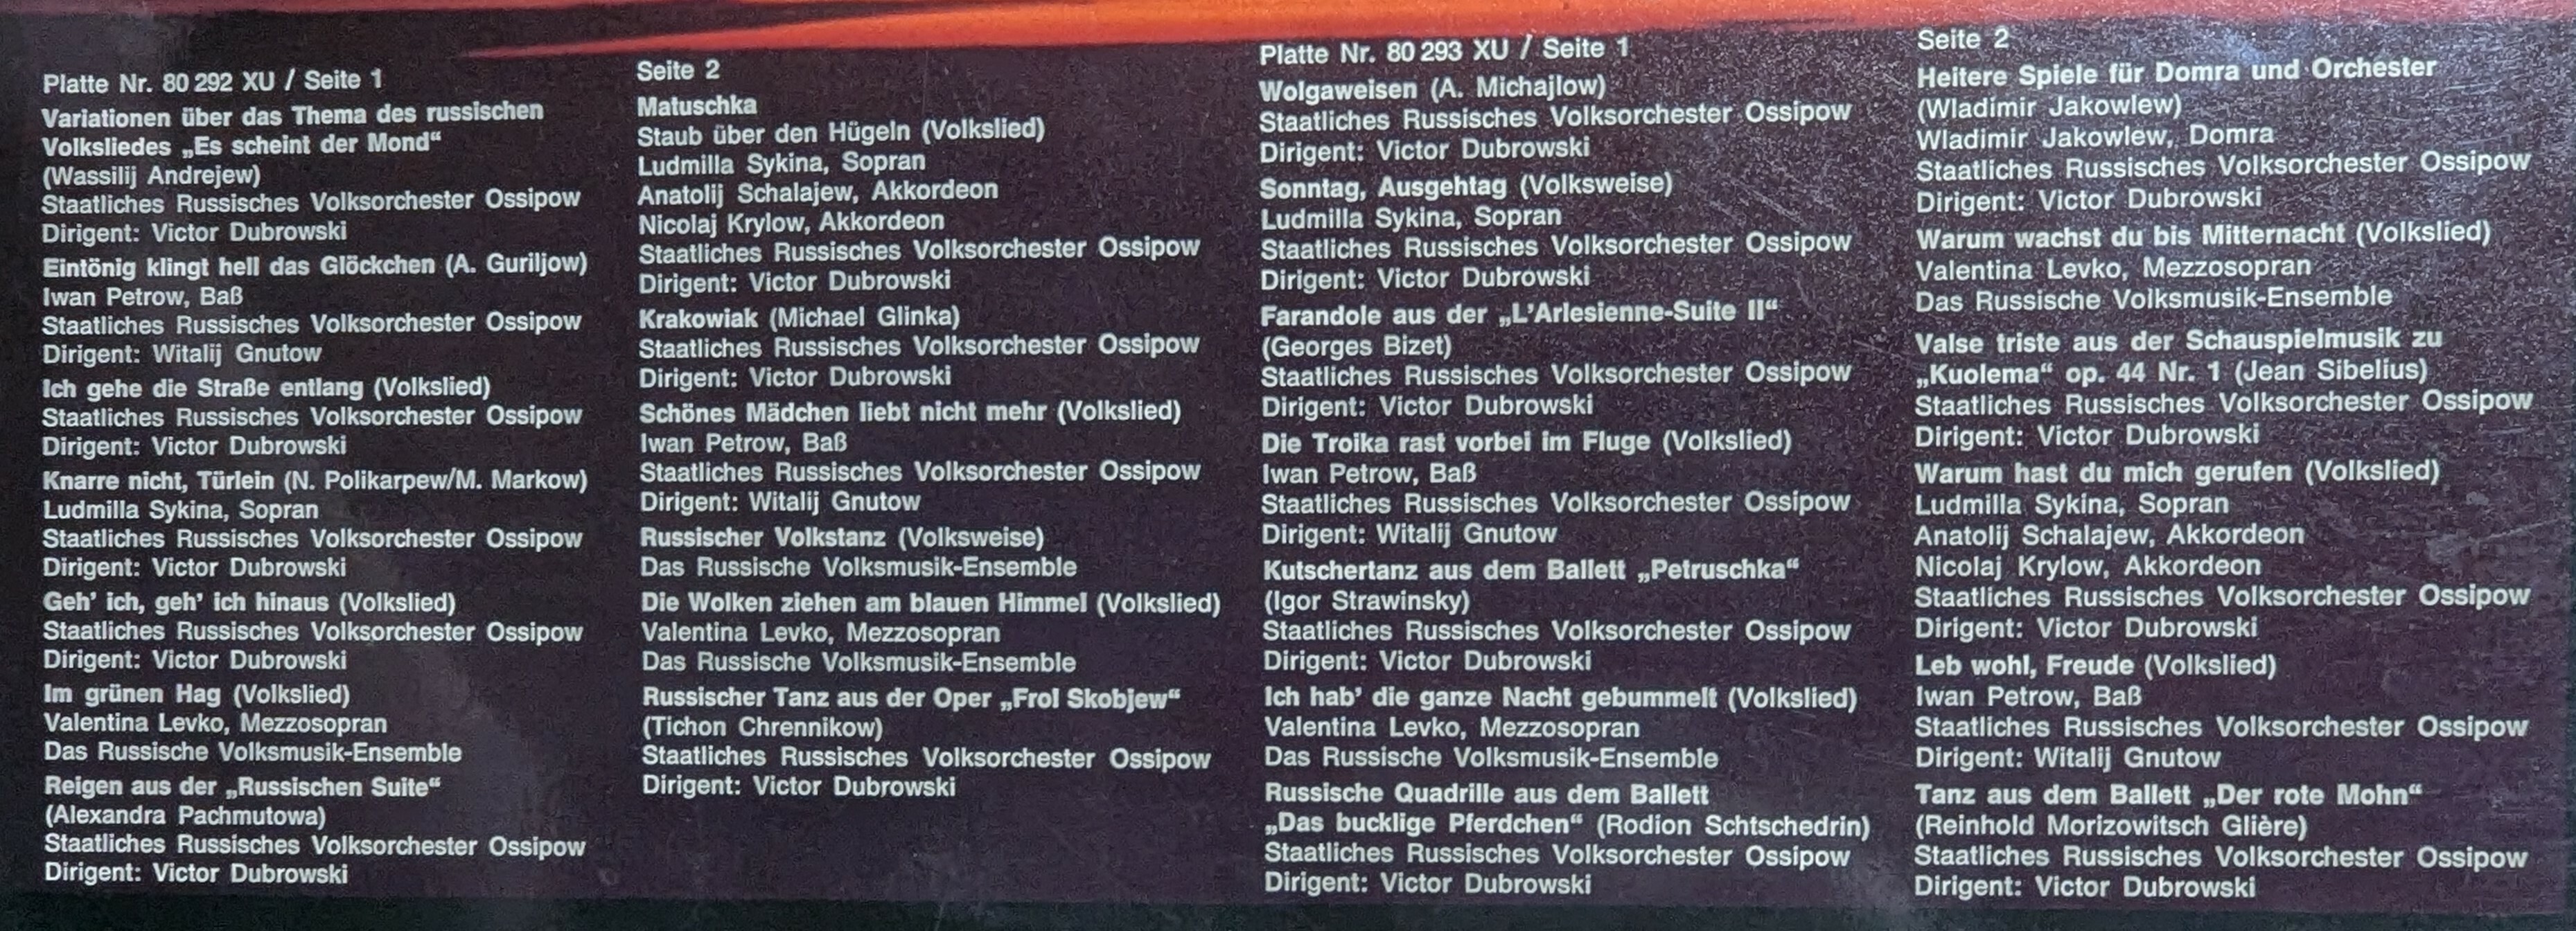 Platte Nr. 80 292 XU / Seite 1
Variationen über das Thema des russischen
Volksliedes „Es scheint der Mond“
(Wassilij Andrejew)
Staatliches Russisches Volksorchester Ossipow
Dirigent: Victor Dubrowski
Eintönig klingt hell das Glöckchen (A. Guriljow)
Iwan Petrow, Baß
Staatliches Russisches Volksorchester Ossipow
Dirigent: Witalij Gnutow
Ich gehe die Straße entlang (Volkslied)
Staatliches Russisches Volksorchester Ossipow
Dirigent: Victor Dubrowski
Knarre nicht, Türlein (N. Polikarpew/M. Markow)
Ludmilla Sykina, Sopran
Staatliches Russisches Volksorchester Ossipow
Dirigent: Victor Dubrowski
Geh’ ich, geh’ ich hinaus (Volkslied)
Staatliches Russisches Volksorchester Ossipow
Dirigent: Victor Dubrowski
Im grünen Hag (Volkslied)
Valentina Levko, Mezzosopran
Das Russische Volksmusik-Ensemble
Reigen aus der „Russischen Suite“
(Alexandra Pachmutowa)
Staatliches Russisches Volksorchester Ossipow
Dirigent: Victor Dubrowski
Seite 2
Matuschka
Staub über den Hügeln (Volkslied)
Ludmilla Sykina, Sopran
Anatolij Schalajew, Akkordeon
Nicolaj Krylow, Akkordeon
Staatliches Russisches Volksorchester Ossipow
Dirigent: Victor Dubrowski
Krakowiak (Michael Glinka)
Staatliches Russisches Volksorchester Ossipow
Dirigent: Victor Dubrowski
Schönes Mädchen liebt nicht mehr (Volkslied)
Iwan Petrow, Baß
Staatliches Russisches Volksorchester Ossipow
Dirigent: Witalij Gnutow
Russischer Volkstanz (Volksweise)
Das Russische Volksmusik-Ensemble
Die Wolken ziehen am blauen Himmel (Volkslied)
Valentina Levko, Mezzosopran
Das Russische Volksmusik-Ensemble
Russischer Tanz aus der Oper „Frol Skobjew“
(Tichon Chrennikow)
Staatliches Russisches Volksorchester Ossipow
Dirigent: Victor Dubrowski
Platte Nr. 80 293 XU / Seite 1
Wolgaweisen (A. Michajlow)
Staatliches Russisches Volksorchester Ossipow
Dirigent: Victor Dubrowski
Sonntag, Ausgehtag (Volksweise)
Ludmilla Sykina, Sopran
Staatliches Russisches Volksorchester Ossipow
Dirigent: Victor Dubrowski
Farandole aus der „L’Arlesienne-Suite II“
(Georges Bizet)
Staatliches Russisches Volksorchester Ossipow
Dirigent: Victor Dubrowski
Die Troika rast vorbei im Fluge (Volkslied)
Iwan Petrow, Baß
Staatliches Russisches Volksorchester Ossipow
Dirigent: Witalij Gnutow
Kutschertanz aus dem Ballett „Petruschka“
(Igor Strawinsky)
Staatliches Russisches Volksorchester Ossipow
Dirigent: Victor Dubrowski
Ich hab’ die ganze Nacht gebummelt (Volkslied)
Valentina Levko, Mezzosopran
Das Russische Volksmusik-Ensemble
Russische Quadrille aus dem Ballett
„Das bucklige Pferdchen“ (Rodion Schtschedrin)
Staatliches Russisches Volksorchester Ossipow
Dirigent: Victor Dubrowski
Seite 2
Heitere Spiele für Domra und Orchester
(Wladimir Jakowlew)
Wladimir Jakowlew, Domra
Staatliches Russisches Volksorchester Ossipow
Dirigent: Victor Dubrowski
Warum wachst du bis Mitternacht (Volkslied)
Valentina Levko, Mezzosopran
Das Russische Volksmusik-Ensemble
Valse triste aus der Schauspielmusik zu
„Kuolema“ op. 44 Nr. 1 (Jean Sibelius)
Staatliches Russisches Volksorchester Ossipow
Dirigent: Victor Dubrowski
Warum hast du mich gerufen (Volkslied)
Ludmilla Sykina, Sopran
Anatolij Schalajew, Akkordeon
Nicolaj Krylow, Akkordeon
Staatliches Russisches Volksorchester Ossipow
Dirigent: Victor Dubrowski
Leb wohl, Freude (Volkslied)
Iwan Petrow, Baß
Staatliches Russisches Volksorchester Ossipow
Dirigent: Witalij Gnutow
Tanz aus dem Ballett „Der rote Mohn“
(Reinhold Morizowitsch Glière)
Staatliches Russisches Volksorchester Ossipow
Dirigent: Victor Dubrowski